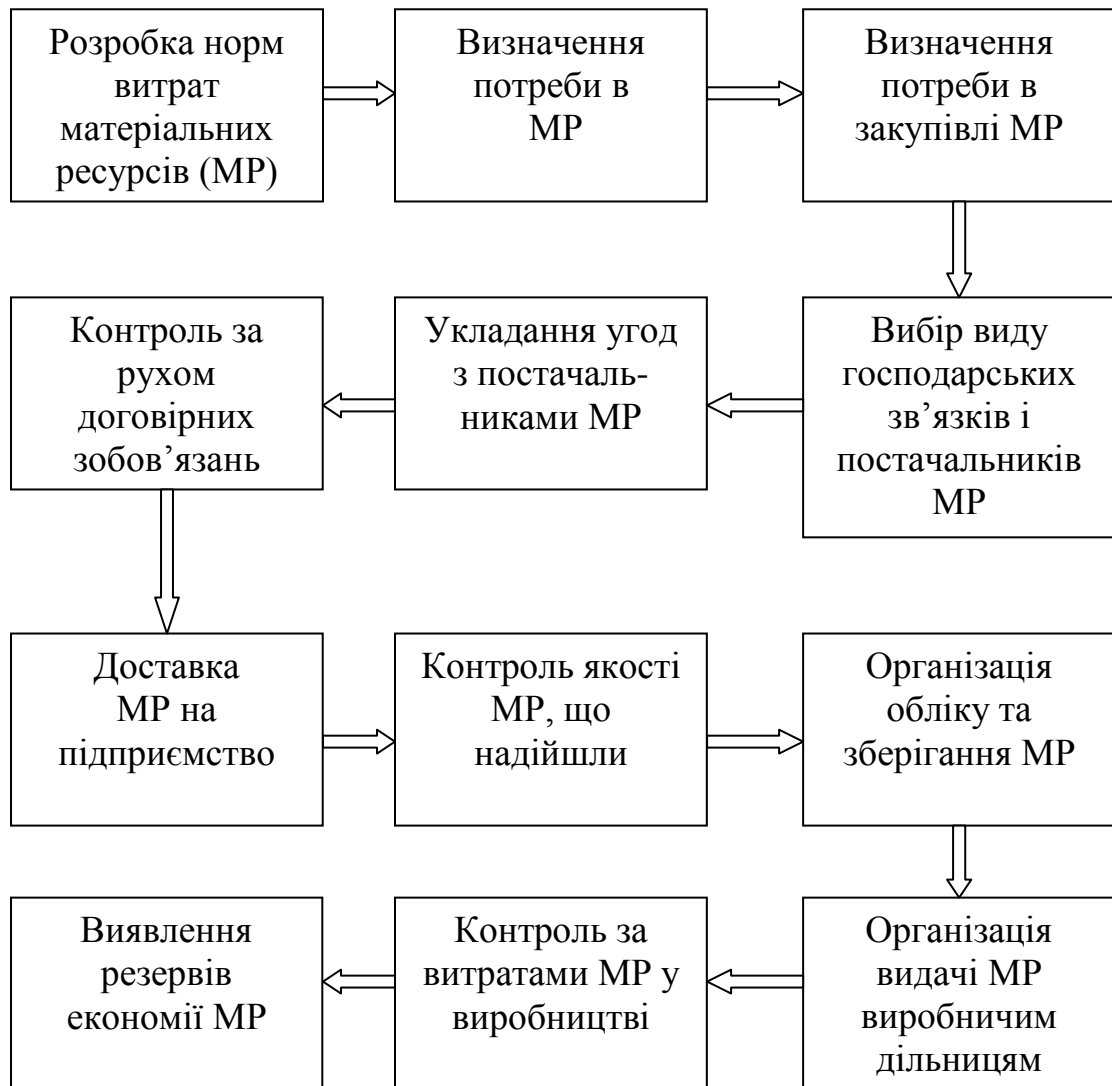 Розробка норм
витрат
матеріальних
ресурсів (МР)
Визначення
потреби в
МР
Визначення
потреби в
закупівлі МР
Вибір виду
господарських
зв’язків і
постачальників
МР
Укладання угод
з постачаль-
никами МР
Контроль за
рухом
договірних
зобов’язань
Доставка
МР на
підприємство
Контроль якості
МР, що
надійшли
Організація
обліку та
зберігання МР
Організація
видачі МР
виробничим
дільницям
Контроль за
витратами МР у
виробництві
Виявлення
резервів
економії МР